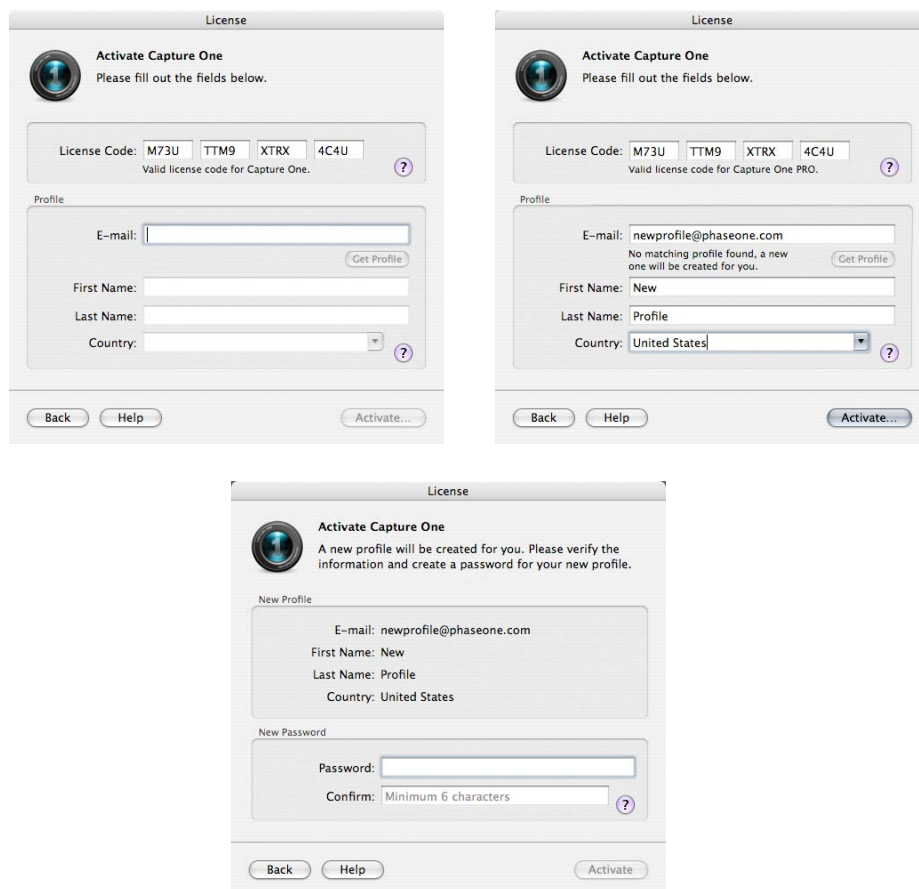 License
Activate Capture One
Please fill out the fields below.
License Code: M73U TTM9 XTRX 4C4U
Valid license code for Capture One.
?
Profile
E-mail:
Get Profile
First Name:
Last Name:
Country:
?
Back Help Activate...
License
Activate Capture One
Please fill out the fields below.
License Code: M73U TTM9 XTRX 4C4U
Valid license code for Capture One PRO.
?
Profile
E-mail: newprofile@phaseone.com
No matching profile found, a new
one will be created for you.
Get Profile
First Name: New
Last Name: Profile
Country: United States
?
Back Help Activate...
License
Activate Capture One
A new profile will be created for you. Please verify the
information and create a password for your new profile.
New Profile
E-mail: newprofile@phaseone.com
First Name: New
Last Name: Profile
Country: United States
New Password
Password:
Confirm: Minimum 6 characters
?
Back Help Activate